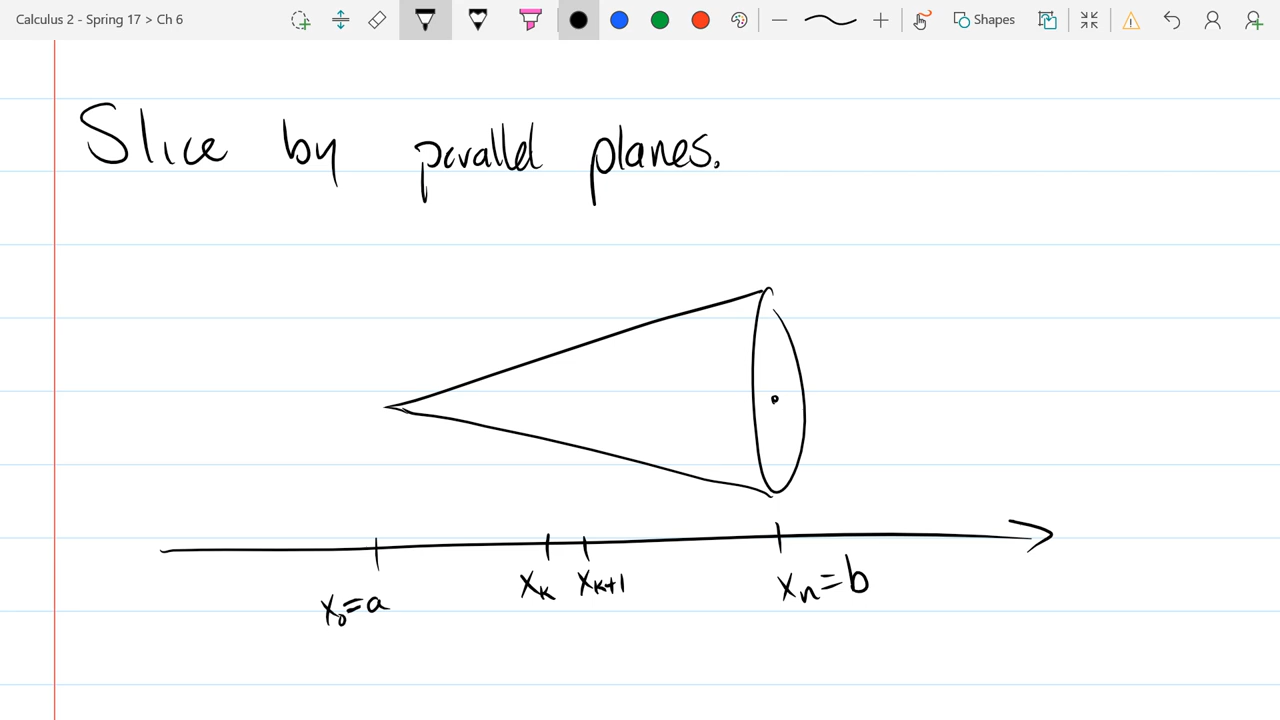 Calculus 2 - Spring 17 > Ch 6
Shapes
Slice by parallel planes.
x₀=a xₖ xₖ₊₁ xₙ=b